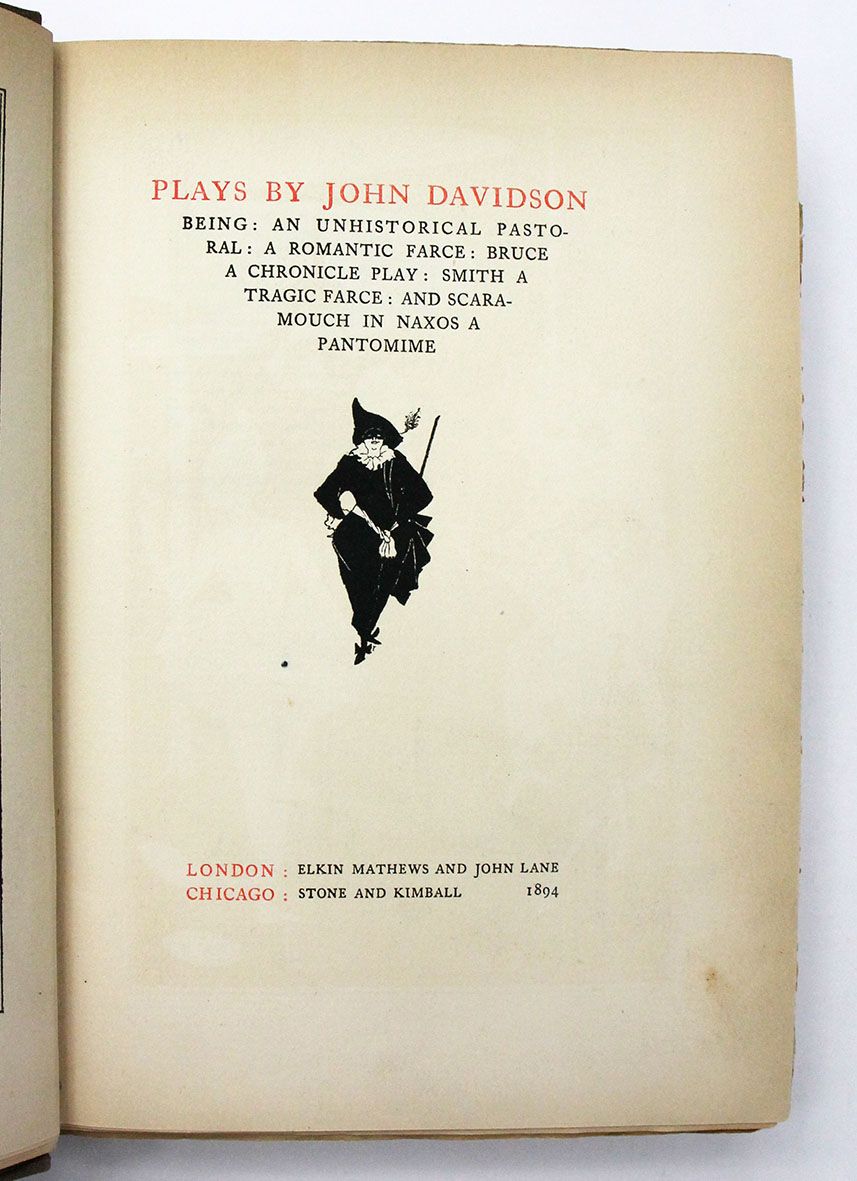 PLAYS BY JOHN DAVIDSON
BEING: AN UNHISTORICAL PASTO-
RAL: A ROMANTIC FARCE: BRUCE
A CHRONICLE PLAY: SMITH A
TRAGIC FARCE: AND SCARA-
MOUCH IN NAXOS A
PANTOMIME
LONDON: ELKIN MATHEWS AND JOHN LANE
CHICAGO: STONE AND KIMBALL 1894